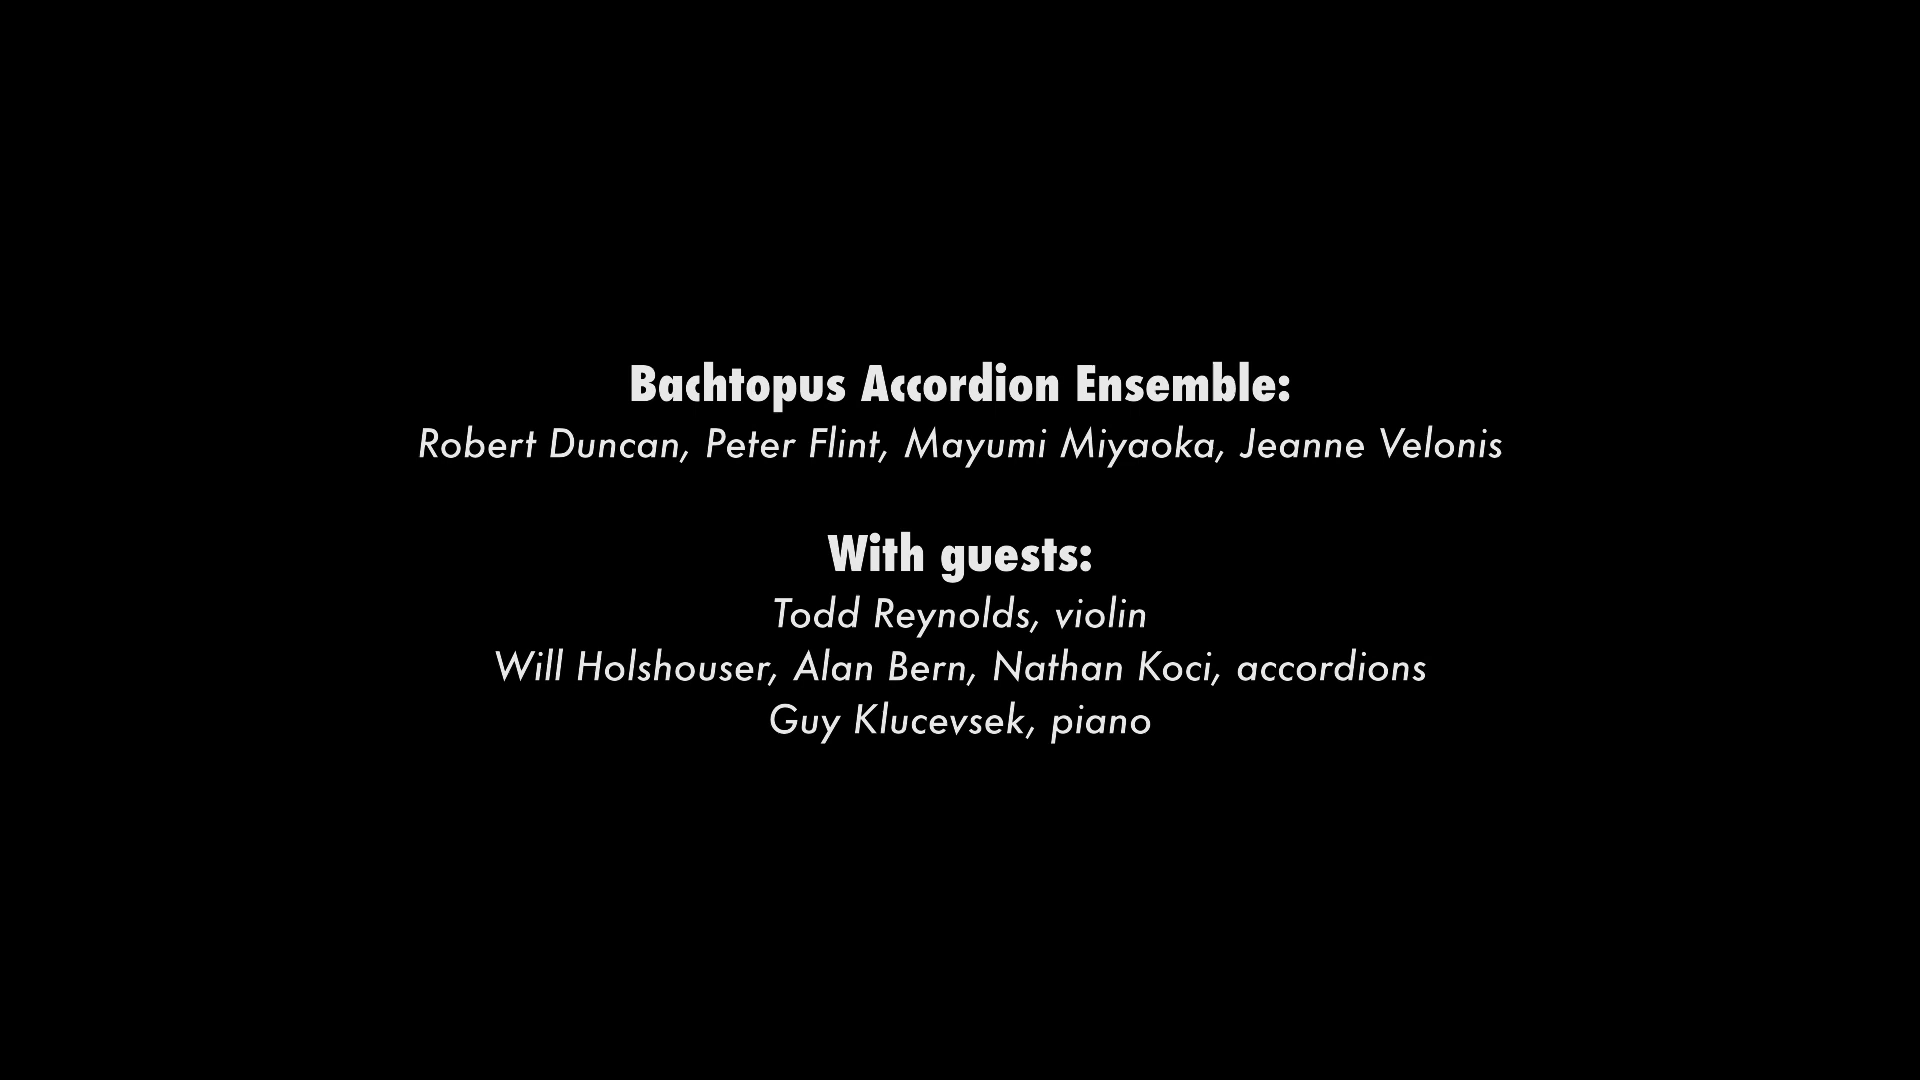 Bachtopus Accordion Ensemble:
Robert Duncan, Peter Flint, Mayumi Miyaoka, Jeanne Velonis
With guests:
Todd Reynolds, violin
Will Holshouser, Alan Bern, Nathan Koci, accordions
Guy Klucevsek, piano